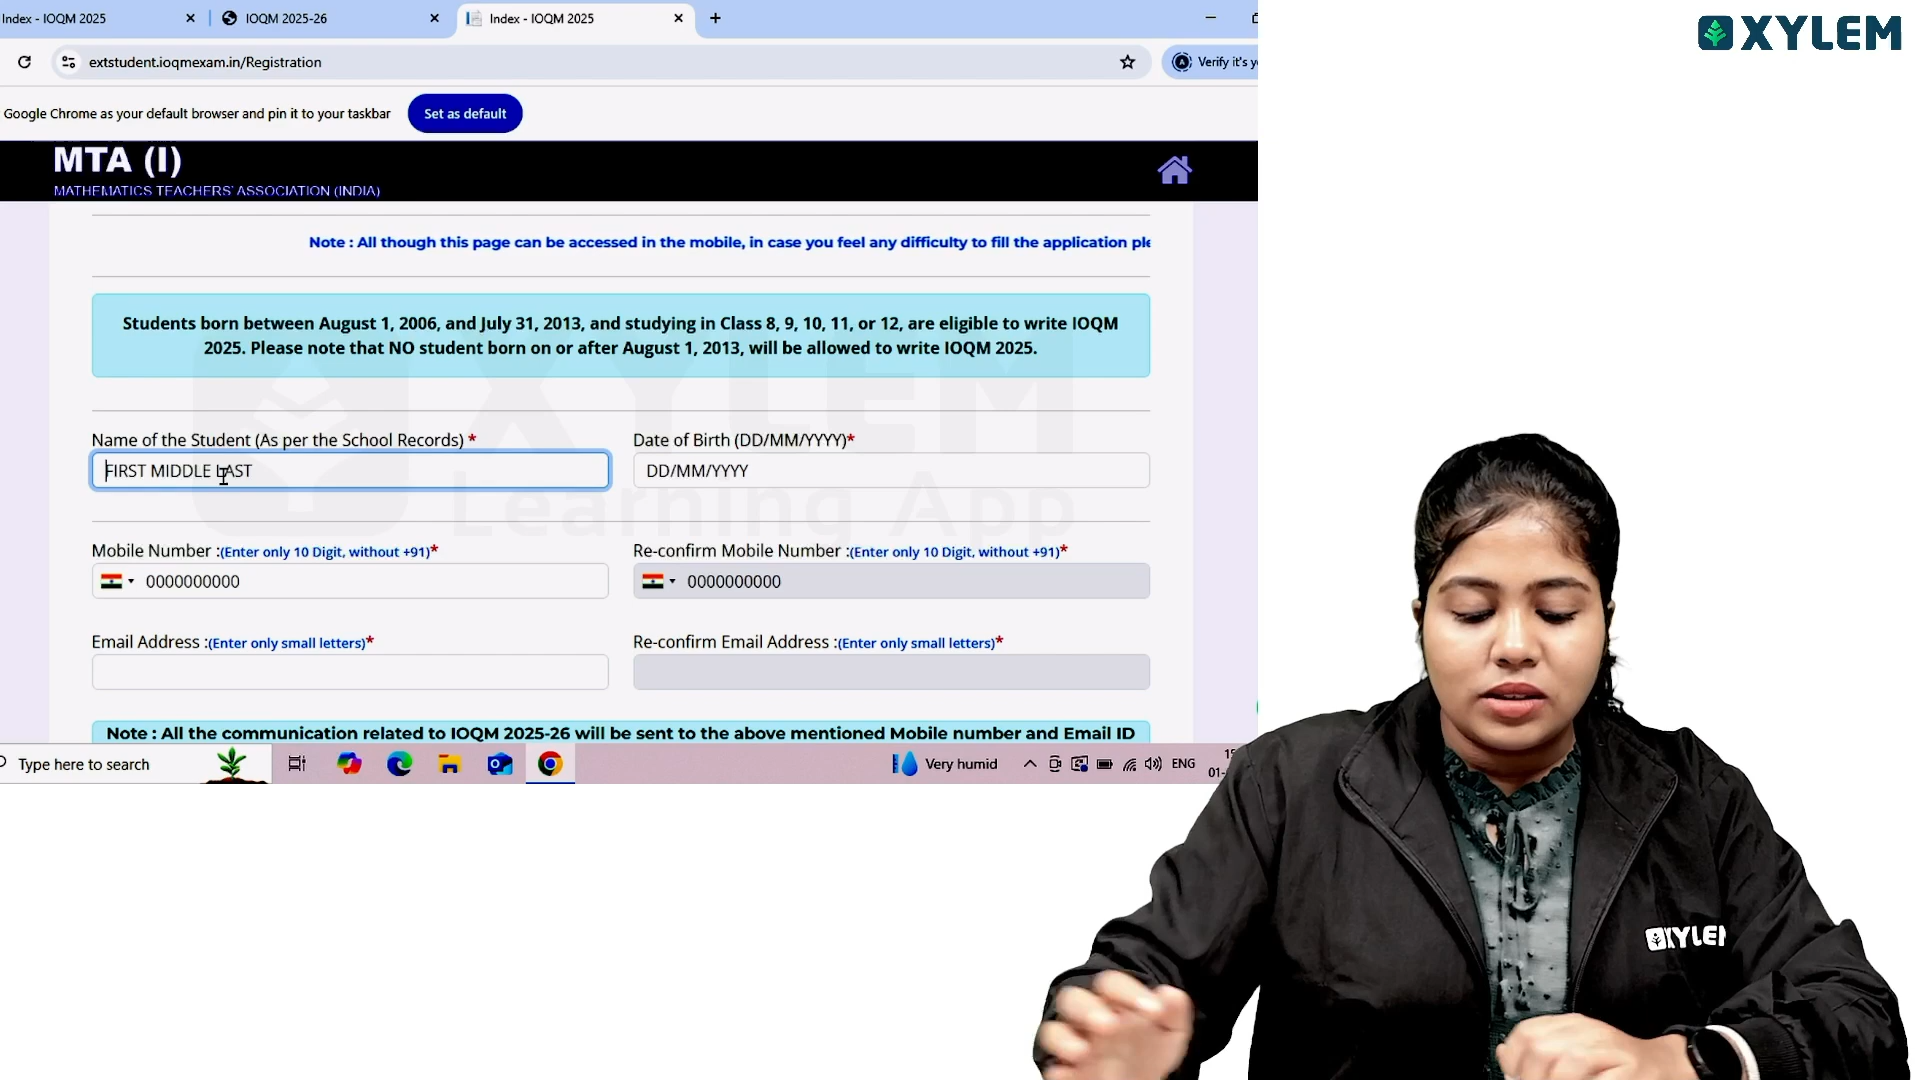 Index - IOQM 2025
IOQM 2025-26
Index - IOQM 2025
XYLEM
extstudent.ioqmexam.in/Registration
Verify it's y
Google Chrome as your default browser and pin it to your taskbar
Set as default
MTA (I)
MATHEMATICS TEACHERS' ASSOCIATION (INDIA)
Note : All though this page can be accessed in the mobile, in case you feel any difficulty to fill the application ple
Students born between August 1, 2006, and July 31, 2013, and studying in Class 8, 9, 10, 11, or 12, are eligible to write IOQM
2025. Please note that NO student born on or after August 1, 2013, will be allowed to write IOQM 2025.
XYLEM
Learning App
Name of the Student (As per the School Records) *
Date of Birth (DD/MM/YYYY)*
FIRST MIDDLE LAST
DD/MM/YYYY
Mobile Number :(Enter only 10 Digit, without +91)*
Re-confirm Mobile Number :(Enter only 10 Digit, without +91)*
0000000000
0000000000
Email Address :(Enter only small letters)*
Re-confirm Email Address :(Enter only small letters)*
Note : All the communication related to IOQM 2025-26 will be sent to the above mentioned Mobile number and Email ID
Type here to search
Very humid
ENG
01-
XYLEM